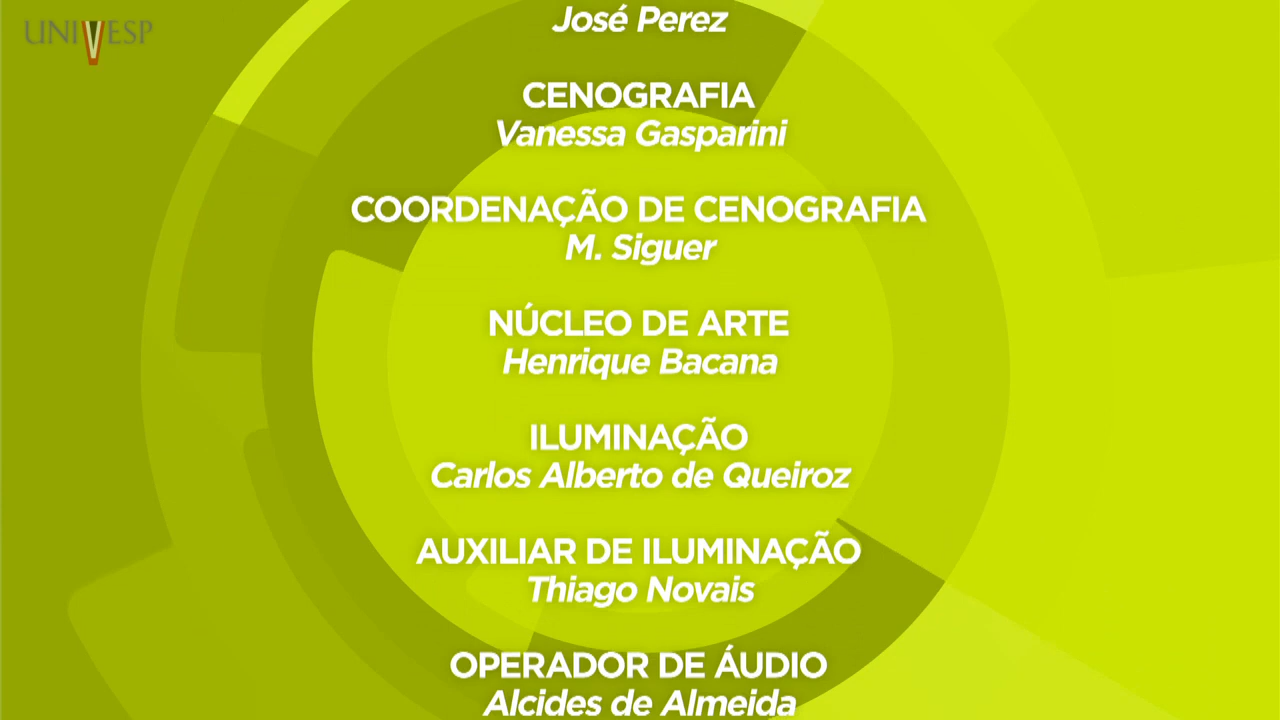 UNIVESP
José Perez
CENOGRAFIA
Vanessa Gasparini
COORDENAÇÃO DE CENOGRAFIA
M. Siguer
NÚCLEO DE ARTE
Henrique Bacana
ILUMINAÇÃO
Carlos Alberto de Queiroz
AUXILIAR DE ILUMINAÇÃO
Thiago Novais
OPERADOR DE ÁUDIO
Alcides de Almeida